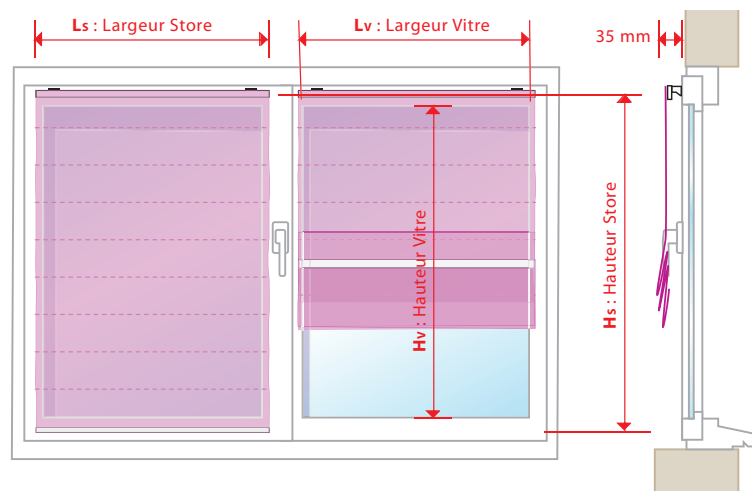 Ls : Largeur Store
Lv : Largeur Vitre
35 mm
Hv : Hauteur Vitre
Hs : Hauteur Store